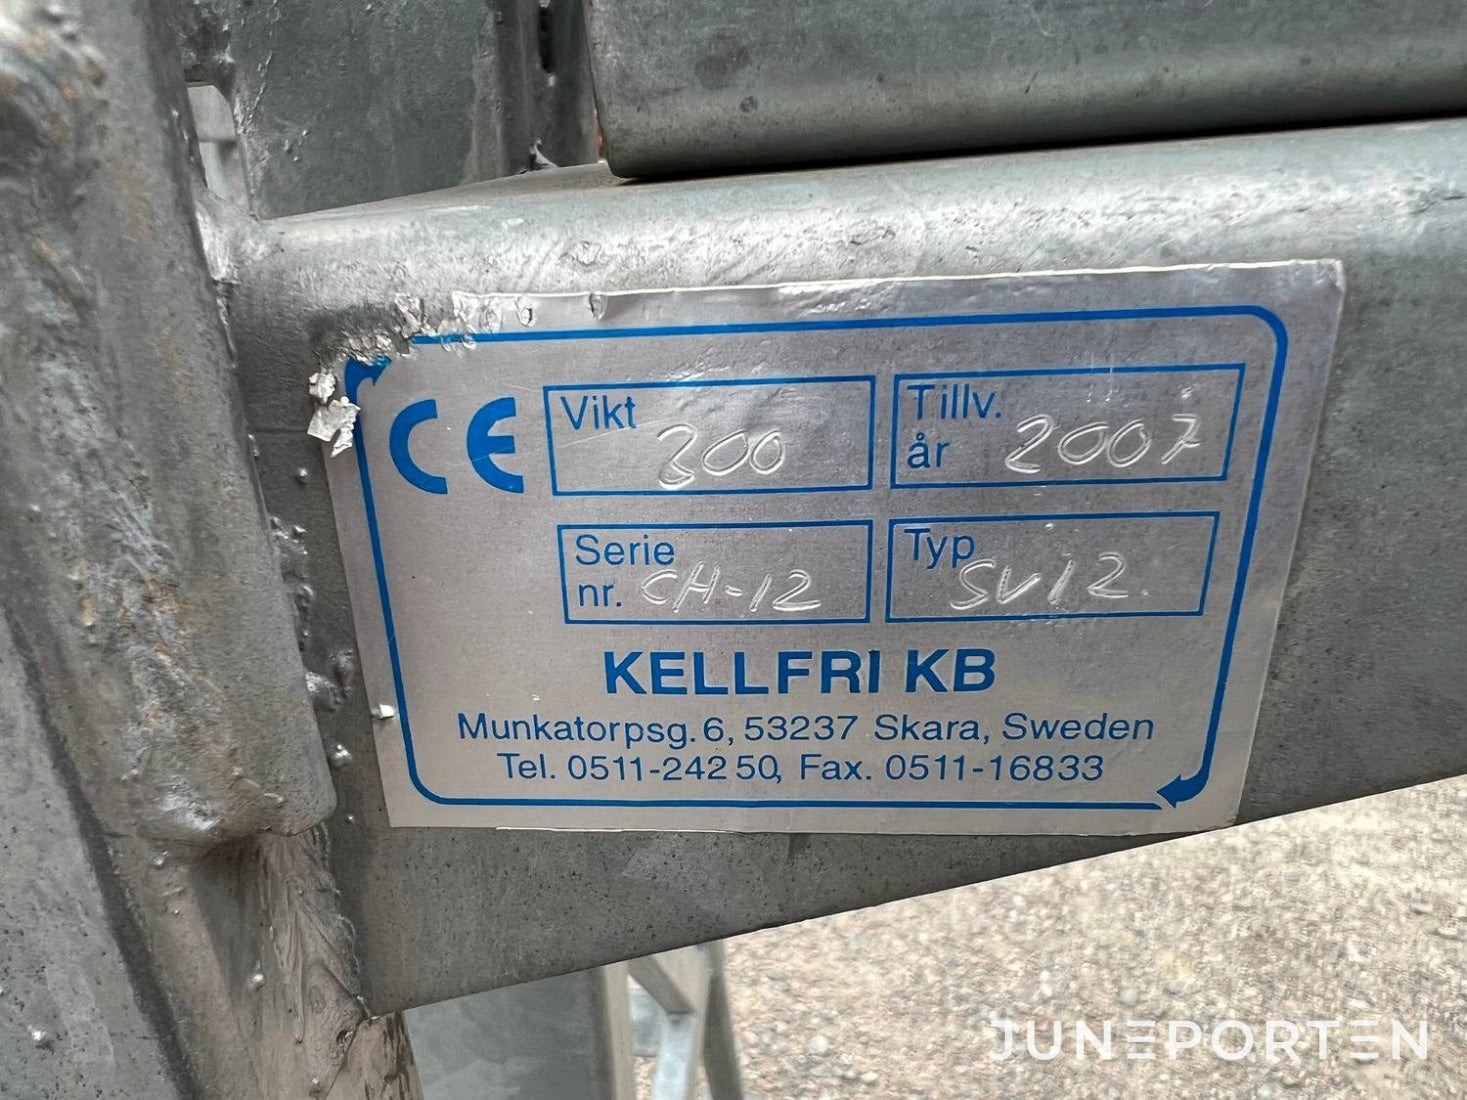 CE
Vikt 300
Tillv. år 2007
Serie nr. CH-12
Typ SV12.
KELLFRI KB
Munkatorpsg. 6, 53237 Skara, Sweden
Tel. 0511-242 50, Fax. 0511-16833
JUNEPORTEN